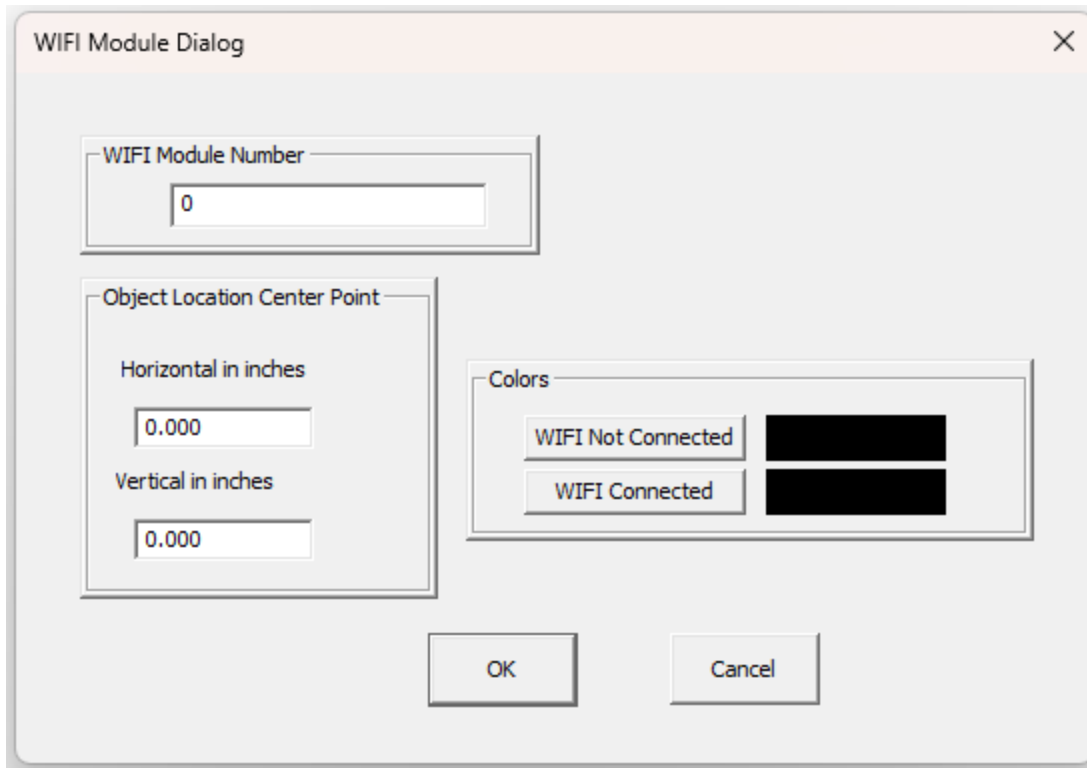 WIFI Module Dialog
WIFI Module Number
0
Object Location Center Point
Horizontal in inches
0.000
Vertical in inches
0.000
Colors
WIFI Not Connected
WIFI Connected
OK
Cancel